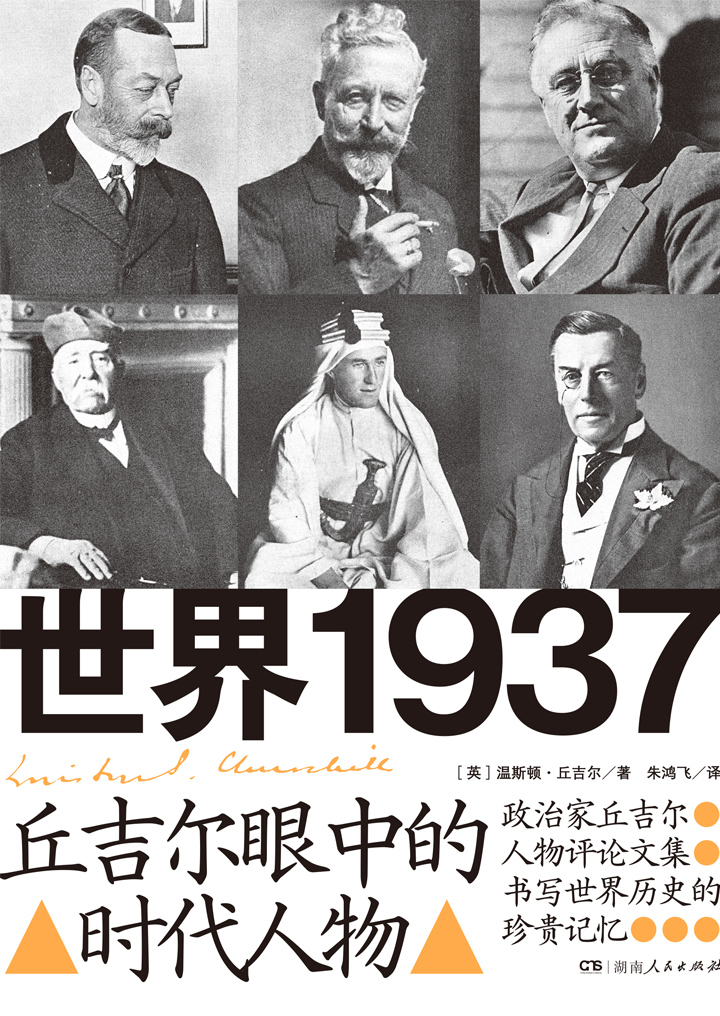 世界1937
Winston S. Churchill
[英]温斯顿·丘吉尔/著 朱鸿飞/译
丘吉尔眼中的
时代人物
政治家丘吉尔
人物评论文集
书写世界历史的
珍贵记忆
CTS 湖南人民出版社